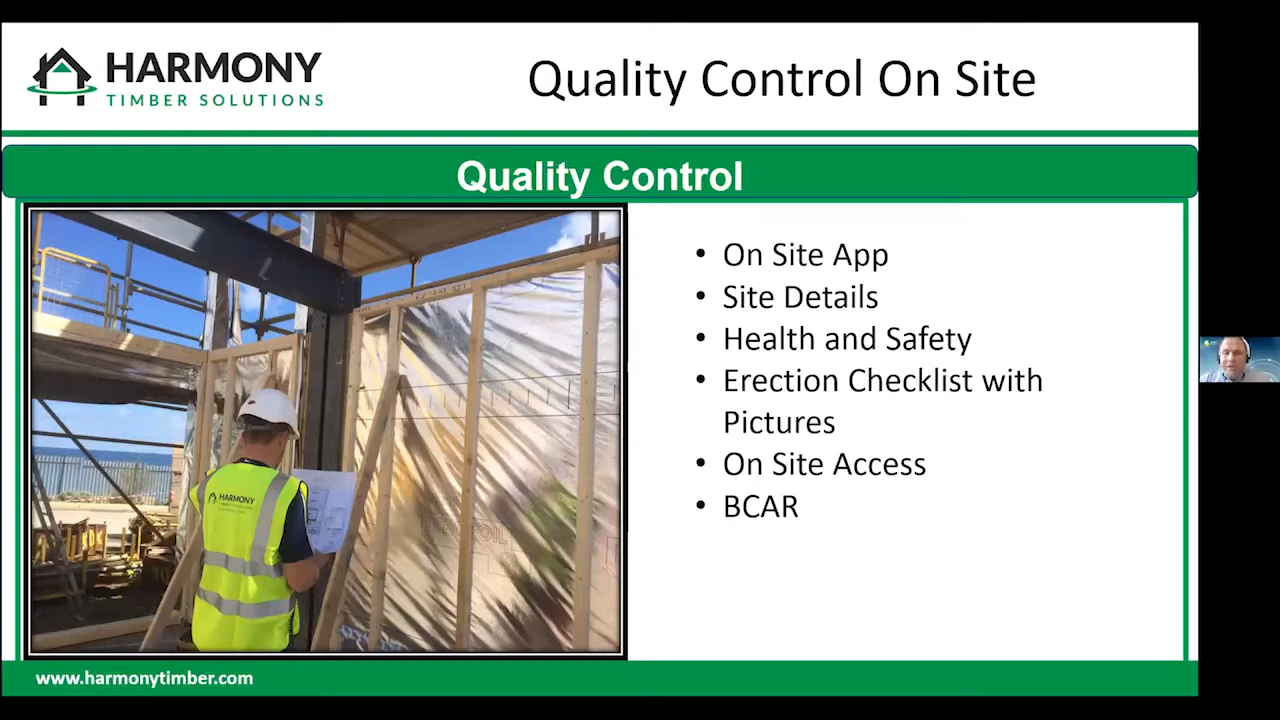 HARMONY
TIMBER SOLUTIONS
Quality Control On Site
Quality Control
• On Site App
• Site Details
• Health and Safety
• Erection Checklist with
Pictures
• On Site Access
• BCAR
HARMONY
www.harmonytimber.com